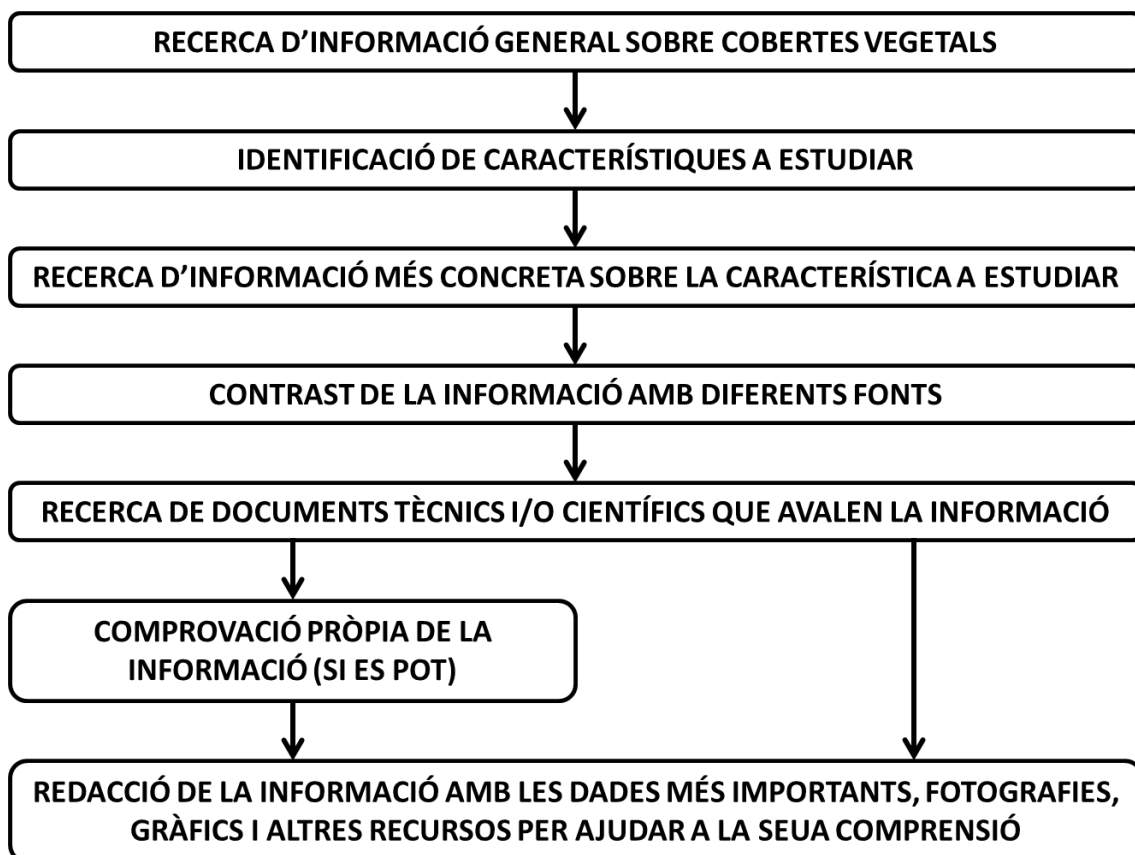 RECERCA D'INFORMACIÓ GENERAL SOBRE COBERTES VEGETALS
IDENTIFICACIÓ DE CARACTERÍSTIQUES A ESTUDIAR
RECERCA D'INFORMACIÓ MÉS CONCRETA SOBRE LA CARACTERÍSTICA A ESTUDIAR
CONTRAST DE LA INFORMACIÓ AMB DIFERENTS FONTS
RECERCA DE DOCUMENTS TÈCNICS I/O CIENTÍFICS QUE AVALEN LA INFORMACIÓ
COMPROVACIÓ PRÒPIA DE LA
INFORMACIÓ (SI ES POT)
REDACCIÓ DE LA INFORMACIÓ AMB LES DADES MÉS IMPORTANTS, FOTOGRAFIES,
GRÀFICS I ALTRES RECURSOS PER AJUDAR A LA SEUA COMPRENSIÓ